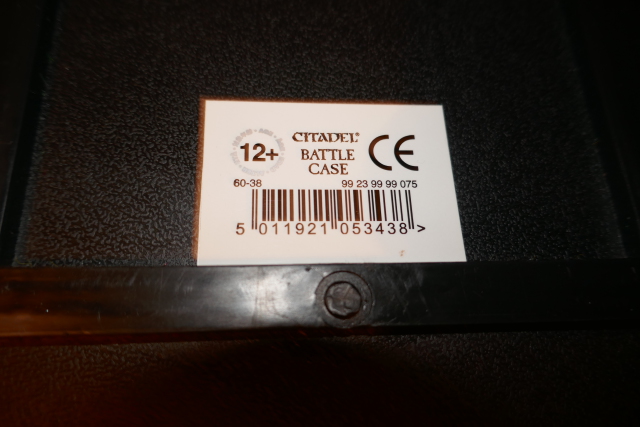 12+
CITADEL®
BATTLE
CASE
CE
60-38
99 23 99 99 075
5 011921 053438 >